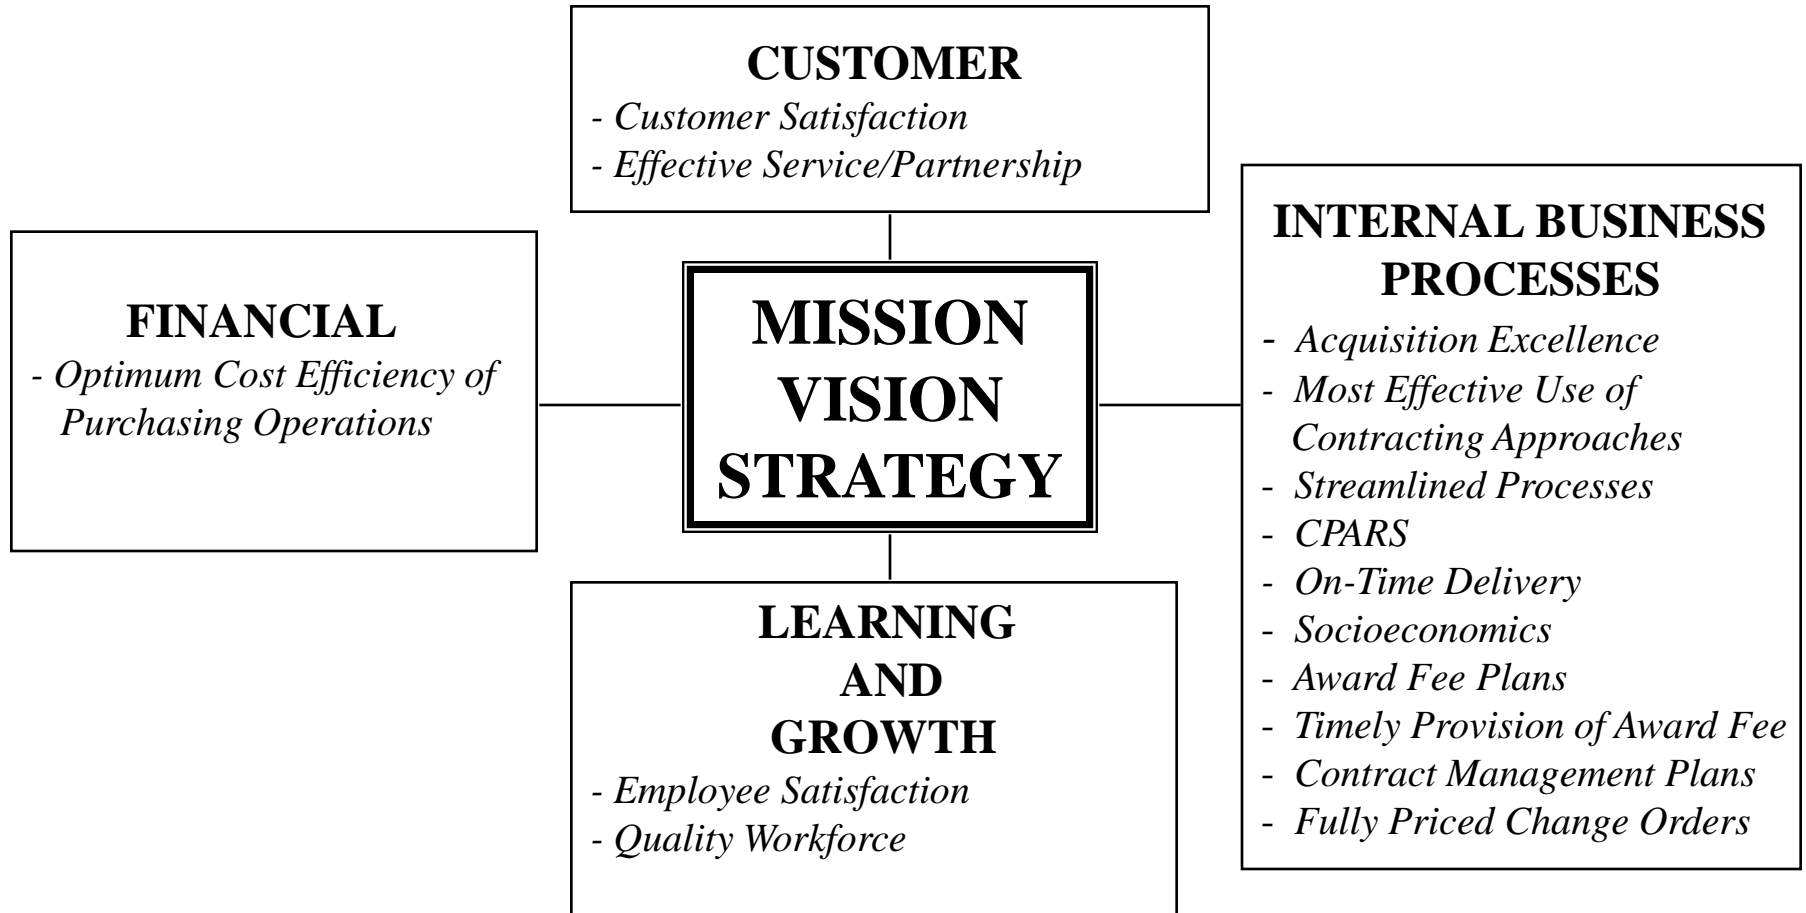 CUSTOMER
- Customer Satisfaction
- Effective Service/Partnership
FINANCIAL
- Optimum Cost Efficiency of
Purchasing Operations
MISSION
VISION
STRATEGY
INTERNAL BUSINESS
PROCESSES
- Acquisition Excellence
- Most Effective Use of
Contracting Approaches
- Streamlined Processes
- CPARS
- On-Time Delivery
- Socioeconomics
- Award Fee Plans
- Timely Provision of Award Fee
- Contract Management Plans
- Fully Priced Change Orders
LEARNING
AND
GROWTH
- Employee Satisfaction
- Quality Workforce